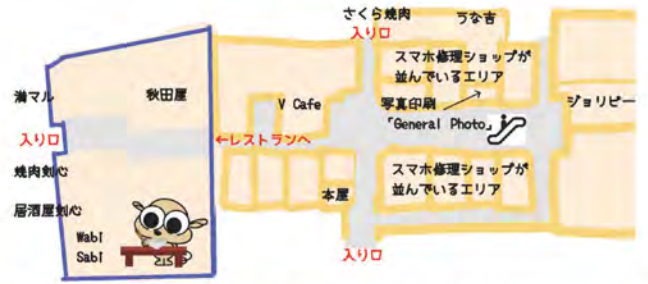 さくら焼肉
うな吉
入り口
スマホ修理ショップが
並んでいるエリア
満マル
秋田屋
V Cafe
写真印刷
「General Photo」
ジョリビー
入り口
←レストランへ
焼肉剣心
スマホ修理ショップが
並んでいるエリア
本屋
居酒屋剣心
Wabi
Sabi
入り口